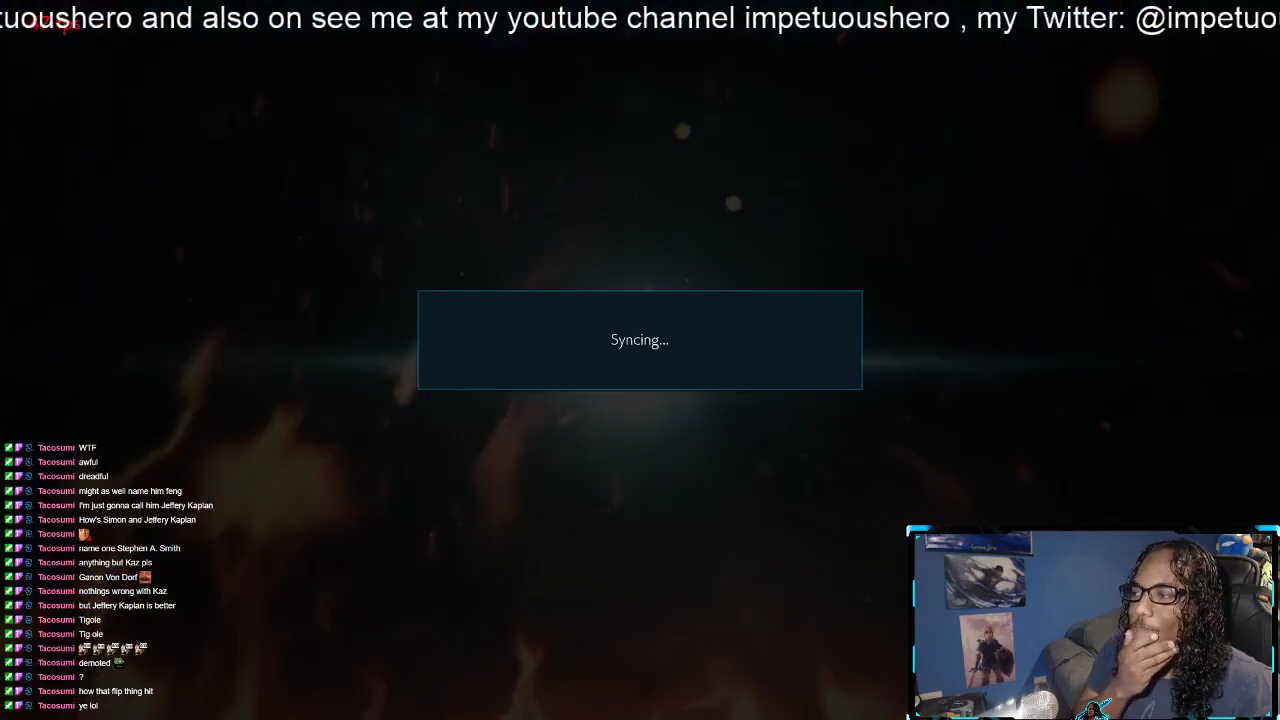 tuoushero and also on see me at my youtube channel impetuoushero , my Twitter: @impetuo
Syncing...
Tacosumi WTF
Tacosumi awful
Tacosumi dreadful
Tacosumi might as well name him feng
Tacosumi I'm just gonna call him Jeffery Kaplan
Tacosumi How's Simon and Jeffery Kaplan
Tacosumi
Tacosumi name one Stephen A. Smith
Tacosumi anything but Kaz pls
Tacosumi Ganon Von Dorf
Tacosumi nothings wrong with Kaz
Tacosumi but Jeffery Kaplan is better
Tacosumi Tigole
Tacosumi Tig ole
Tacosumi
Tacosumi demoted
Tacosumi ?
Tacosumi how that flip thing hit
Tacosumi ye lol